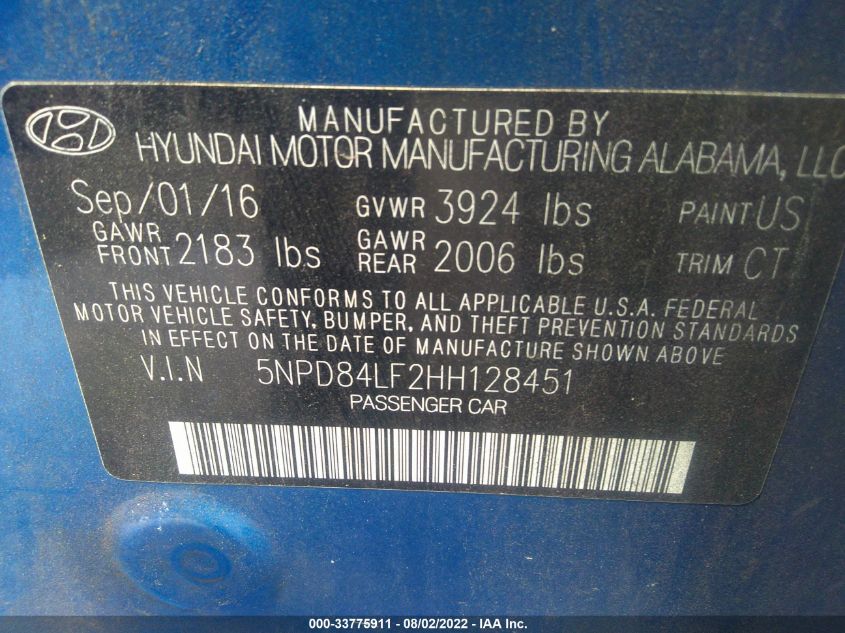 MANUFACTURED BY
HYUNDAI MOTOR MANUFACTURING ALABAMA, LLC
Sep/01/16 GVWR 3924 lbs PAINT US
GAWR FRONT 2183 lbs GAWR REAR 2006 lbs TRIM CT
THIS VEHICLE CONFORMS TO ALL APPLICABLE U.S.A. FEDERAL
MOTOR VEHICLE SAFETY, BUMPER, AND THEFT PREVENTION STANDARDS
IN EFFECT ON THE DATE OF MANUFACTURE SHOWN ABOVE
V.I.N 5NPD84LF2HH128451
PASSENGER CAR
000-33775911 - 08/02/2022 - IAA Inc.